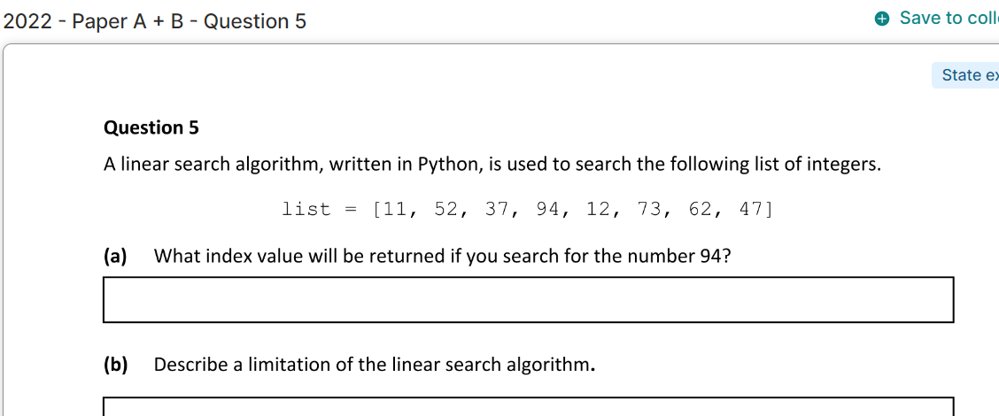 2022 - Paper A + B - Question 5
Save to coll
State ex
Question 5
A linear search algorithm, written in Python, is used to search the following list of integers.
list = [11, 52, 37, 94, 12, 73, 62, 47]
(a) What index value will be returned if you search for the number 94?
(b) Describe a limitation of the linear search algorithm.